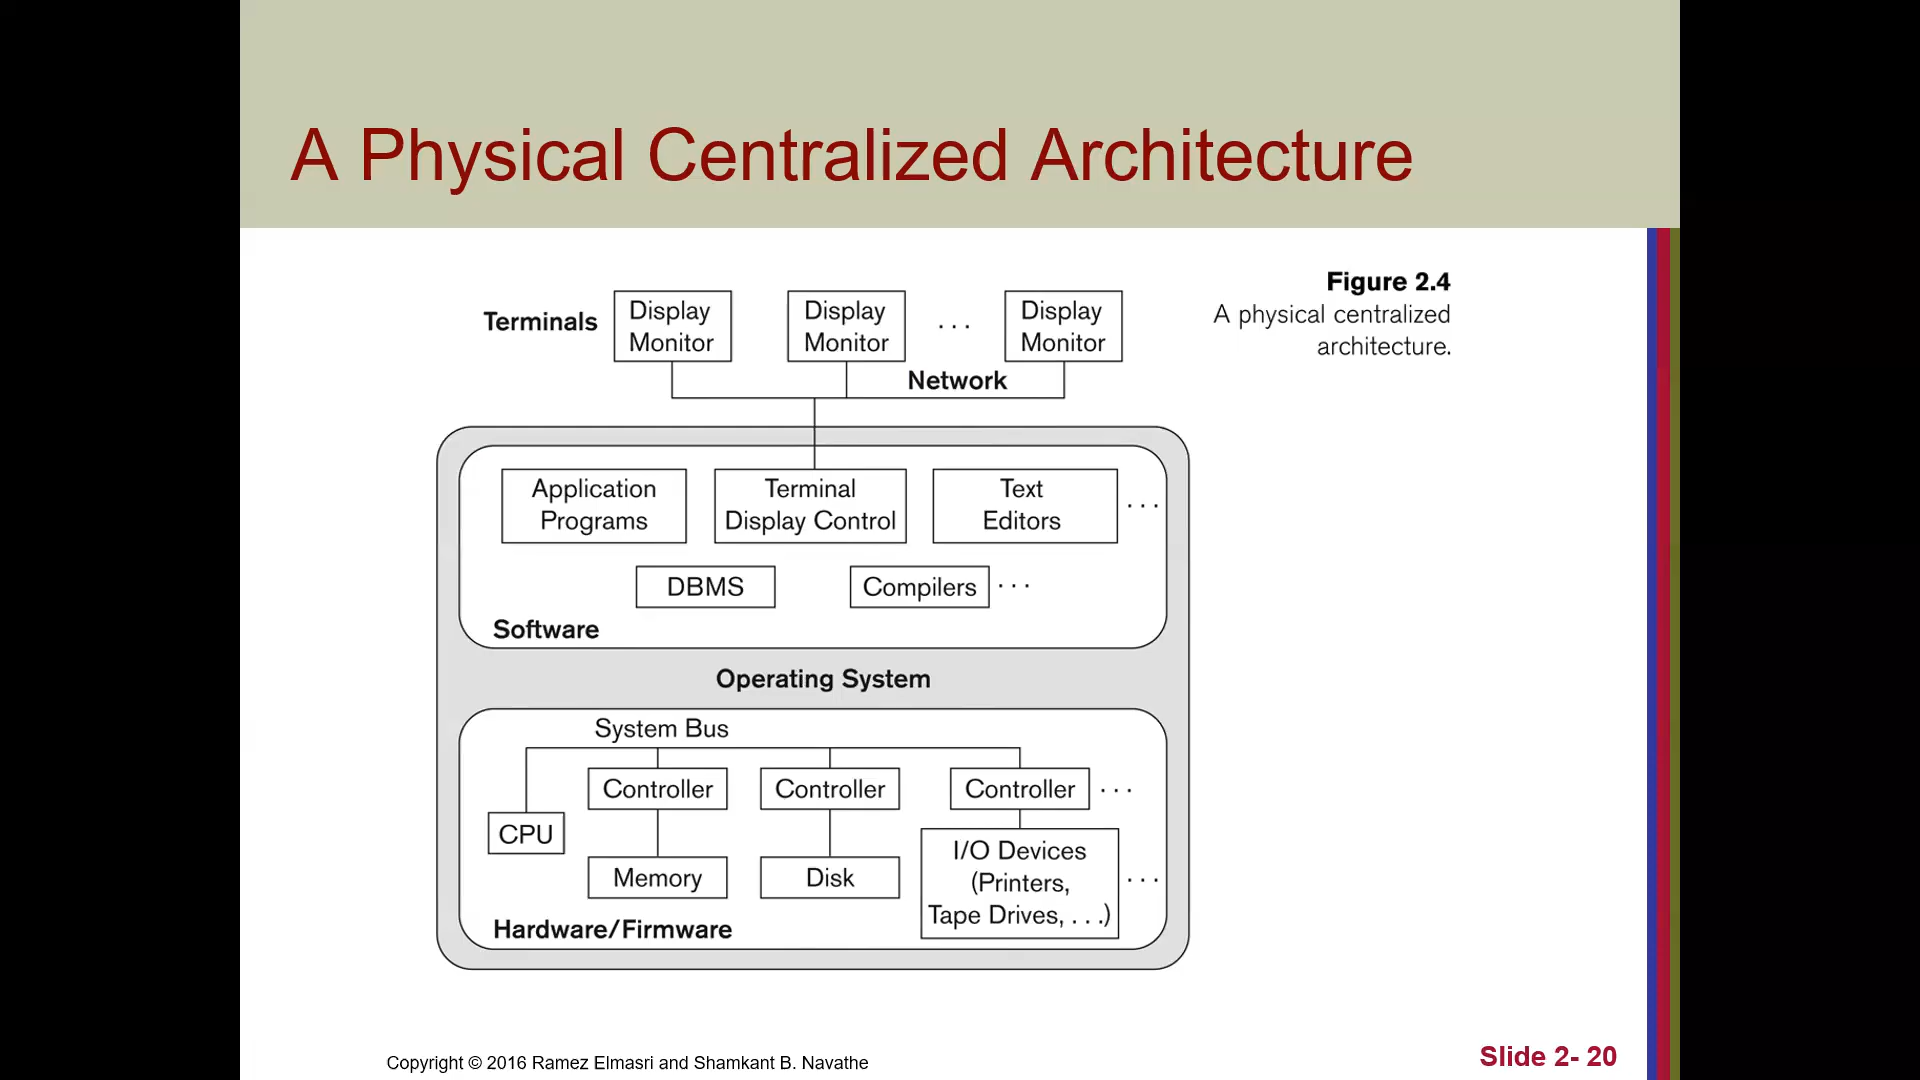 A Physical Centralized Architecture
Figure 2.4
A physical centralized
architecture.
Terminals
Display
Monitor
Display
Monitor
. . .
Display
Monitor
Network
Application
Programs
Terminal
Display Control
Text
Editors
. . .
DBMS
Compilers
. . .
Software
Operating System
System Bus
Controller
Controller
Controller
. . .
CPU
Memory
Disk
I/O Devices
(Printers,
Tape Drives, . . .)
. . .
Hardware/Firmware
Copyright © 2016 Ramez Elmasri and Shamkant B. Navathe
Slide 2- 20